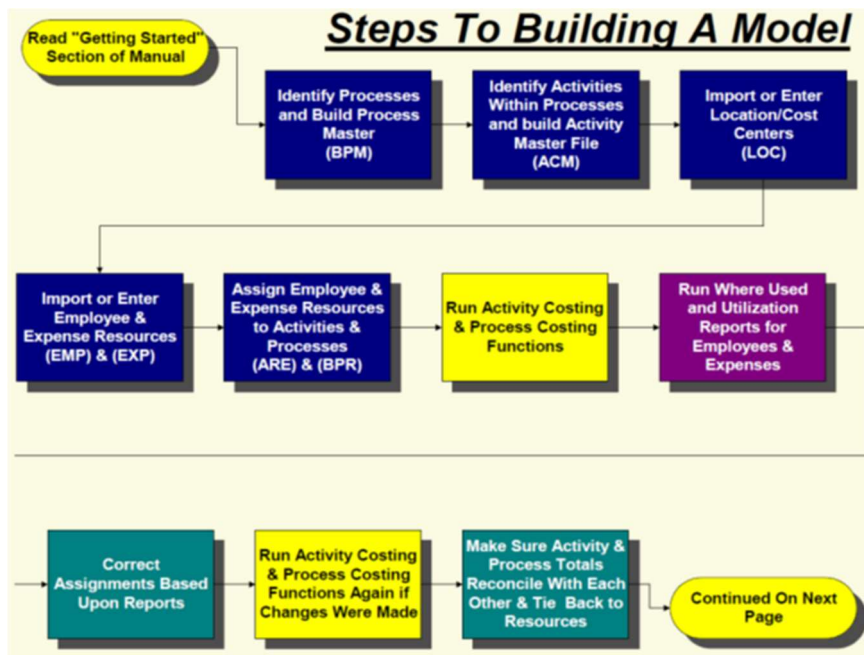 Steps To Building A Model
Read "Getting Started"
Section of Manual
Identify Processes
and Build Process
Master
(BPM)
Identify Activities
Within Processes
and build Activity
Master File
(ACM)
Import or Enter
Location/Cost
Centers
(LOC)
Import or Enter
Employee &
Expense Resources
(EMP) & (EXP)
Assign Employee &
Expense Resources
to Activities &
Processes
(ARE) & (BPR)
Run Activity Costing
& Process Costing
Functions
Run Where Used
and Utilization
Reports for
Employees &
Expenses
Correct
Assignments Based
Upon Reports
Run Activity Costing
& Process Costing
Functions Again if
Changes Were Made
Make Sure Activity &
Process Totals
Reconcile With Each
Other & Tie Back to
Resources
Continued On Next
Page